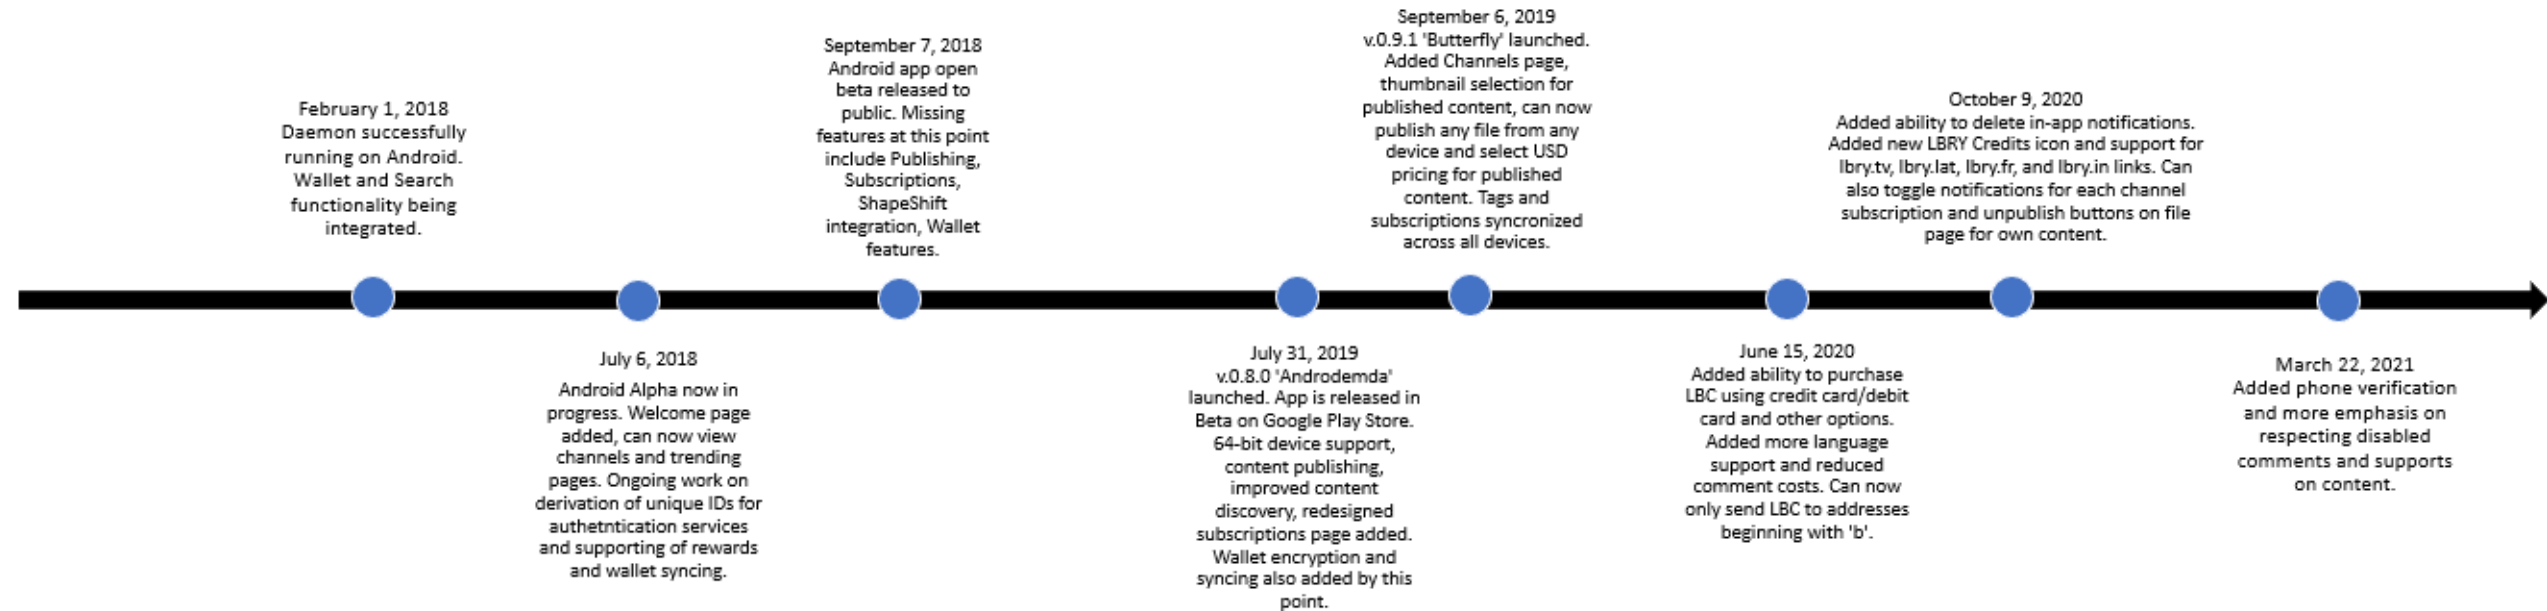 February 1, 2018
Daemon successfully
running on Android.
Wallet and Search
functionality being
integrated.
July 6, 2018
Android Alpha now in
progress. Welcome page
added, can now view
channels and trending
pages. Ongoing work on
derivation of unique IDs for
authetntication services
and supporting of rewards
and wallet syncing.
September 7, 2018
Android app open
beta released to
public. Missing
features at this point
include Publishing,
Subscriptions,
ShapeShift
integration, Wallet
features.
July 31, 2019
v.0.8.0 'Androdemda'
launched. App is released in
Beta on Google Play Store.
64-bit device support,
content publishing,
improved content
discovery, redesigned
subscriptions page added.
Wallet encryption and
syncing also added by this
point.
September 6, 2019
v.0.9.1 'Butterfly' launched.
Added Channels page,
thumbnail selection for
published content, can now
publish any file from any
device and select USD
pricing for published
content. Tags and
subscriptions syncronized
across all devices.
June 15, 2020
Added ability to purchase
LBC using credit card/debit
card and other options.
Added more language
support and reduced
comment costs. Can now
only send LBC to addresses
beginning with 'b'.
October 9, 2020
Added ability to delete in-app notifications.
Added new LBRY Credits icon and support for
lbry.tv, lbry.lat, lbry.fr, and lbry.in links. Can
also toggle notifications for each channel
subscription and unpublish buttons on file
page for own content.
March 22, 2021
Added phone verification
and more emphasis on
respecting disabled
comments and supports
on content.